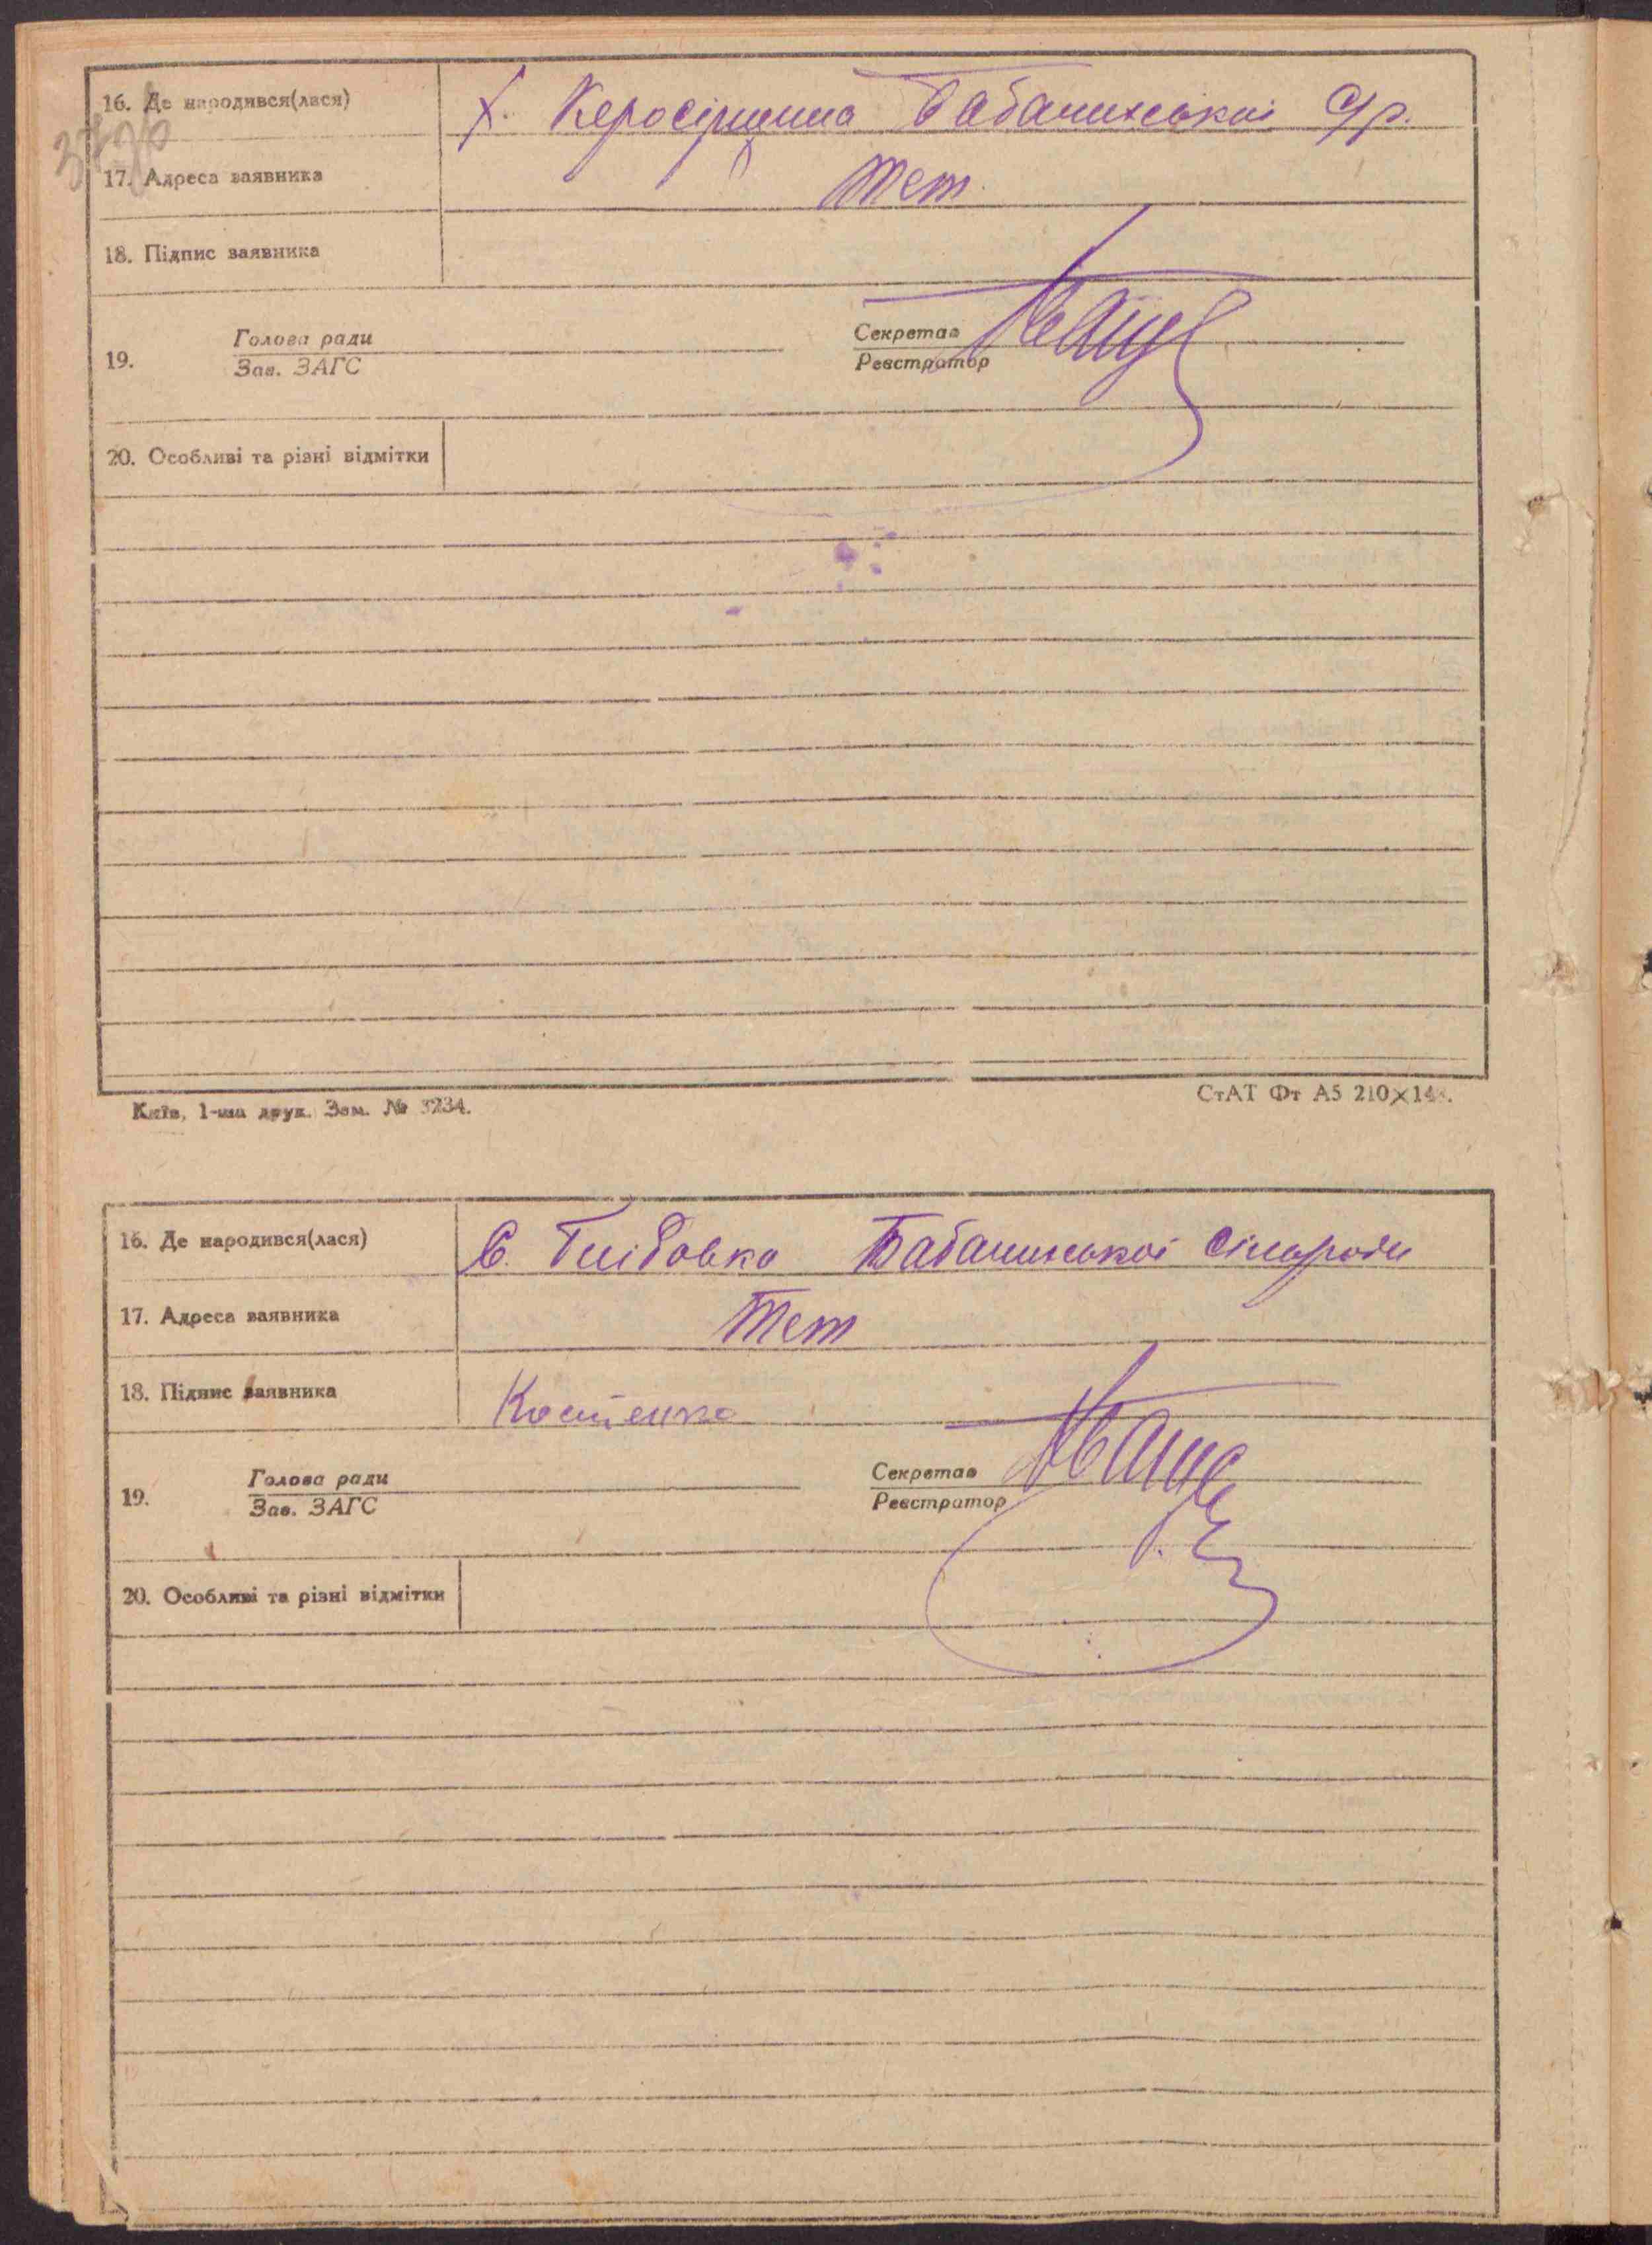 16. Де народився(лася) х. Керосірщина Бабанинської С/р.
17. Адреса заявника тет
18. Підпис заявника
19. Голова ради Секретар
Зав. ЗАГС Реєстратор
20. Особливі та різні відмітки
Київ, 1-ша друк. Зам. № 3234. СтАТ Фт А5 210×148.
16. Де народився(лася) С. Бабанинської Сільради
17. Адреса заявника Тет
18. Підпис заявника Костенко
19. Голова ради Секретар
Зав. ЗАГС Реєстратор
20. Особливі та різні відмітки